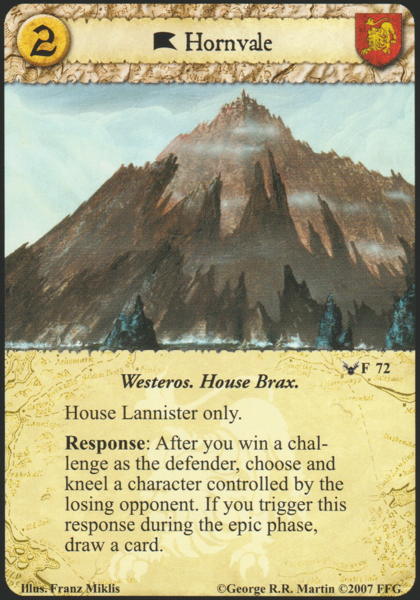 2
Hornvale
F 72
Westeros. House Brax.
House Lannister only.
Response: After you win a chal-
lenge as the defender, choose and
kneel a character controlled by the
losing opponent. If you trigger this
response during the epic phase,
draw a card.
Illus. Franz Miklis ©George R.R. Martin ©2007 FFG